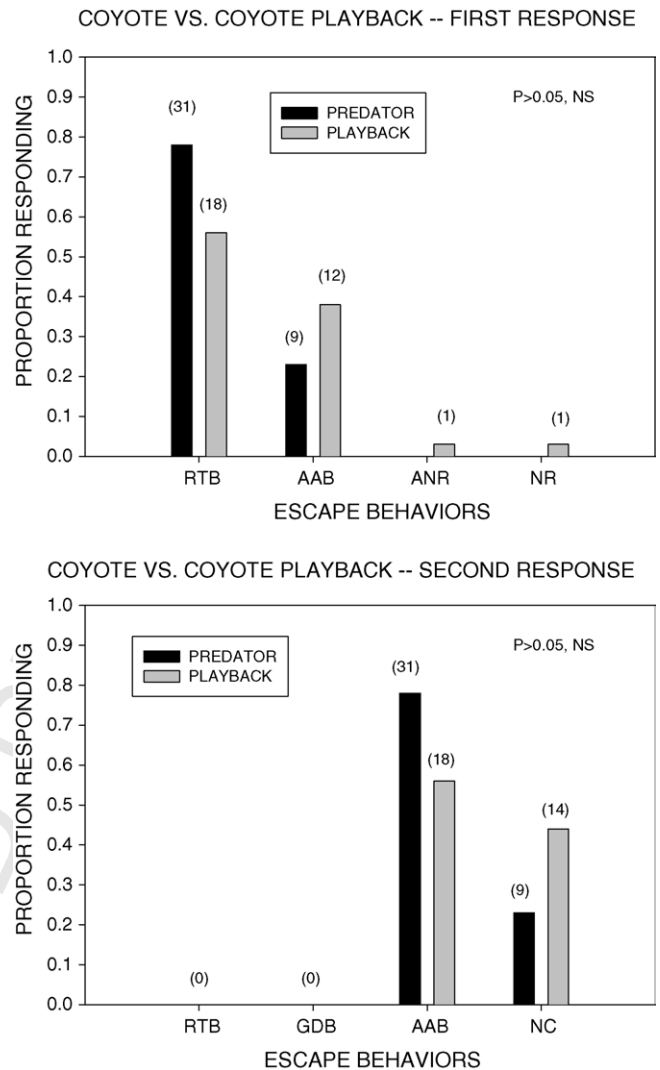 COYOTE VS. COYOTE PLAYBACK -- FIRST RESPONSE
PROPORTION RESPONDING
1.0
0.9
0.8
0.7
0.6
0.5
0.4
0.3
0.2
0.1
0.0
PREDATOR
PLAYBACK
P>0.05, NS
(31)
(18)
(9)
(12)
(1)
(1)
RTB AAB ANR NR
ESCAPE BEHAVIORS
COYOTE VS. COYOTE PLAYBACK -- SECOND RESPONSE
PROPORTION RESPONDING
1.0
0.9
0.8
0.7
0.6
0.5
0.4
0.3
0.2
0.1
0.0
PREDATOR
PLAYBACK
P>0.05, NS
(0)
(0)
(31)
(18)
(9)
(14)
RTB GDB AAB NC
ESCAPE BEHAVIORS